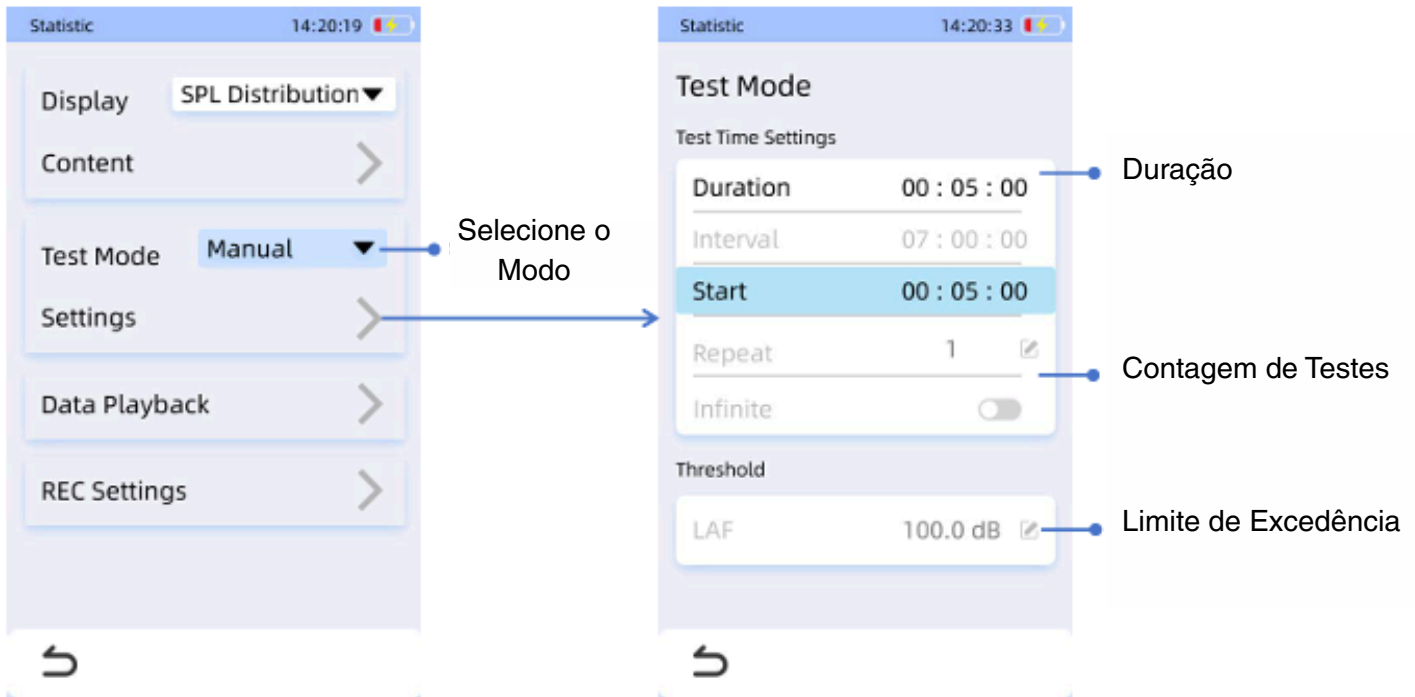 Statistic 14:20:19
Display SPL Distribution
Content
Test Mode Manual
Settings
Data Playback
REC Settings
Selecione o
Modo
Statistic 14:20:33
Test Mode
Test Time Settings
Duration 00 : 05 : 00
Interval 07 : 00 : 00
Start 00 : 05 : 00
Repeat 1
Infinite
Threshold
LAF 100.0 dB
Duração
Contagem de Testes
Limite de Excedência